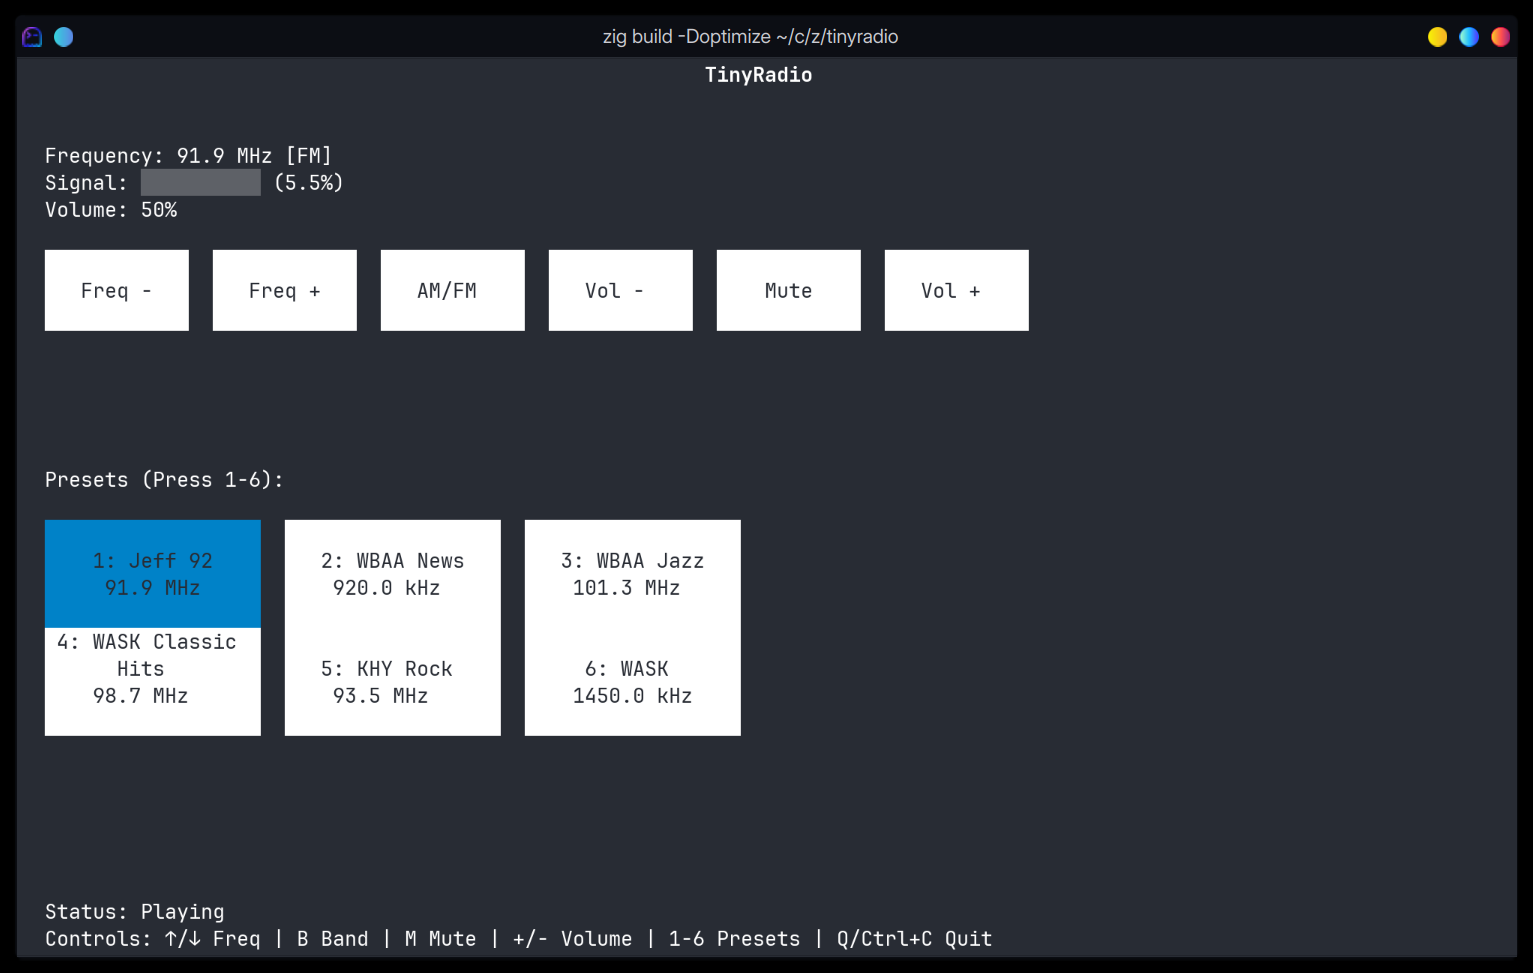 zig build -Doptimize ~/c/z/tinyradio
TinyRadio
Frequency: 91.9 MHz [FM]
Signal: (5.5%)
Volume: 50%
Freq - Freq + AM/FM Vol - Mute Vol +
Presets (Press 1-6):
1: Jeff 92 2: WBAA News 3: WBAA Jazz
91.9 MHz 920.0 kHz 101.3 MHz
4: WASK Classic
Hits 5: KHY Rock 6: WASK
98.7 MHz 93.5 MHz 1450.0 kHz
Status: Playing
Controls: ↑/↓ Freq | B Band | M Mute | +/- Volume | 1-6 Presets | Q/Ctrl+C Quit